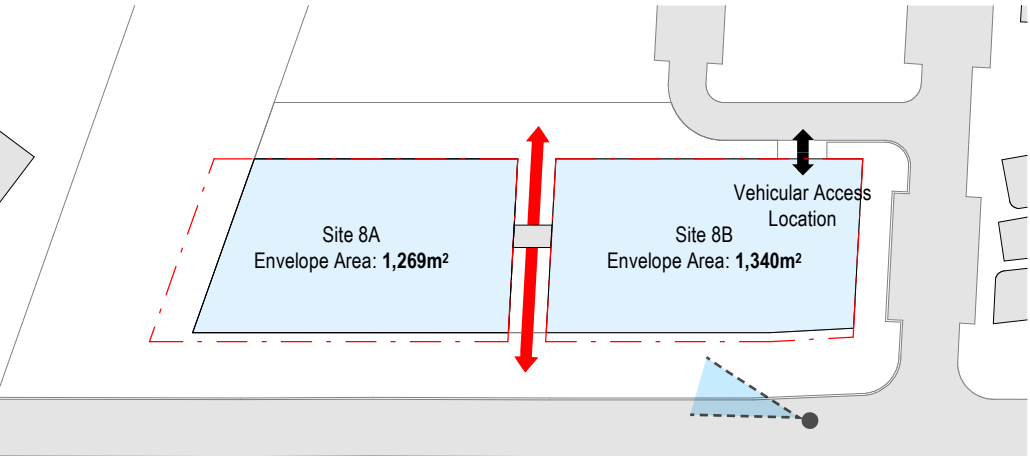 Vehicular Access
Location
Site 8A
Envelope Area: 1,269m²
Site 8B
Envelope Area: 1,340m²